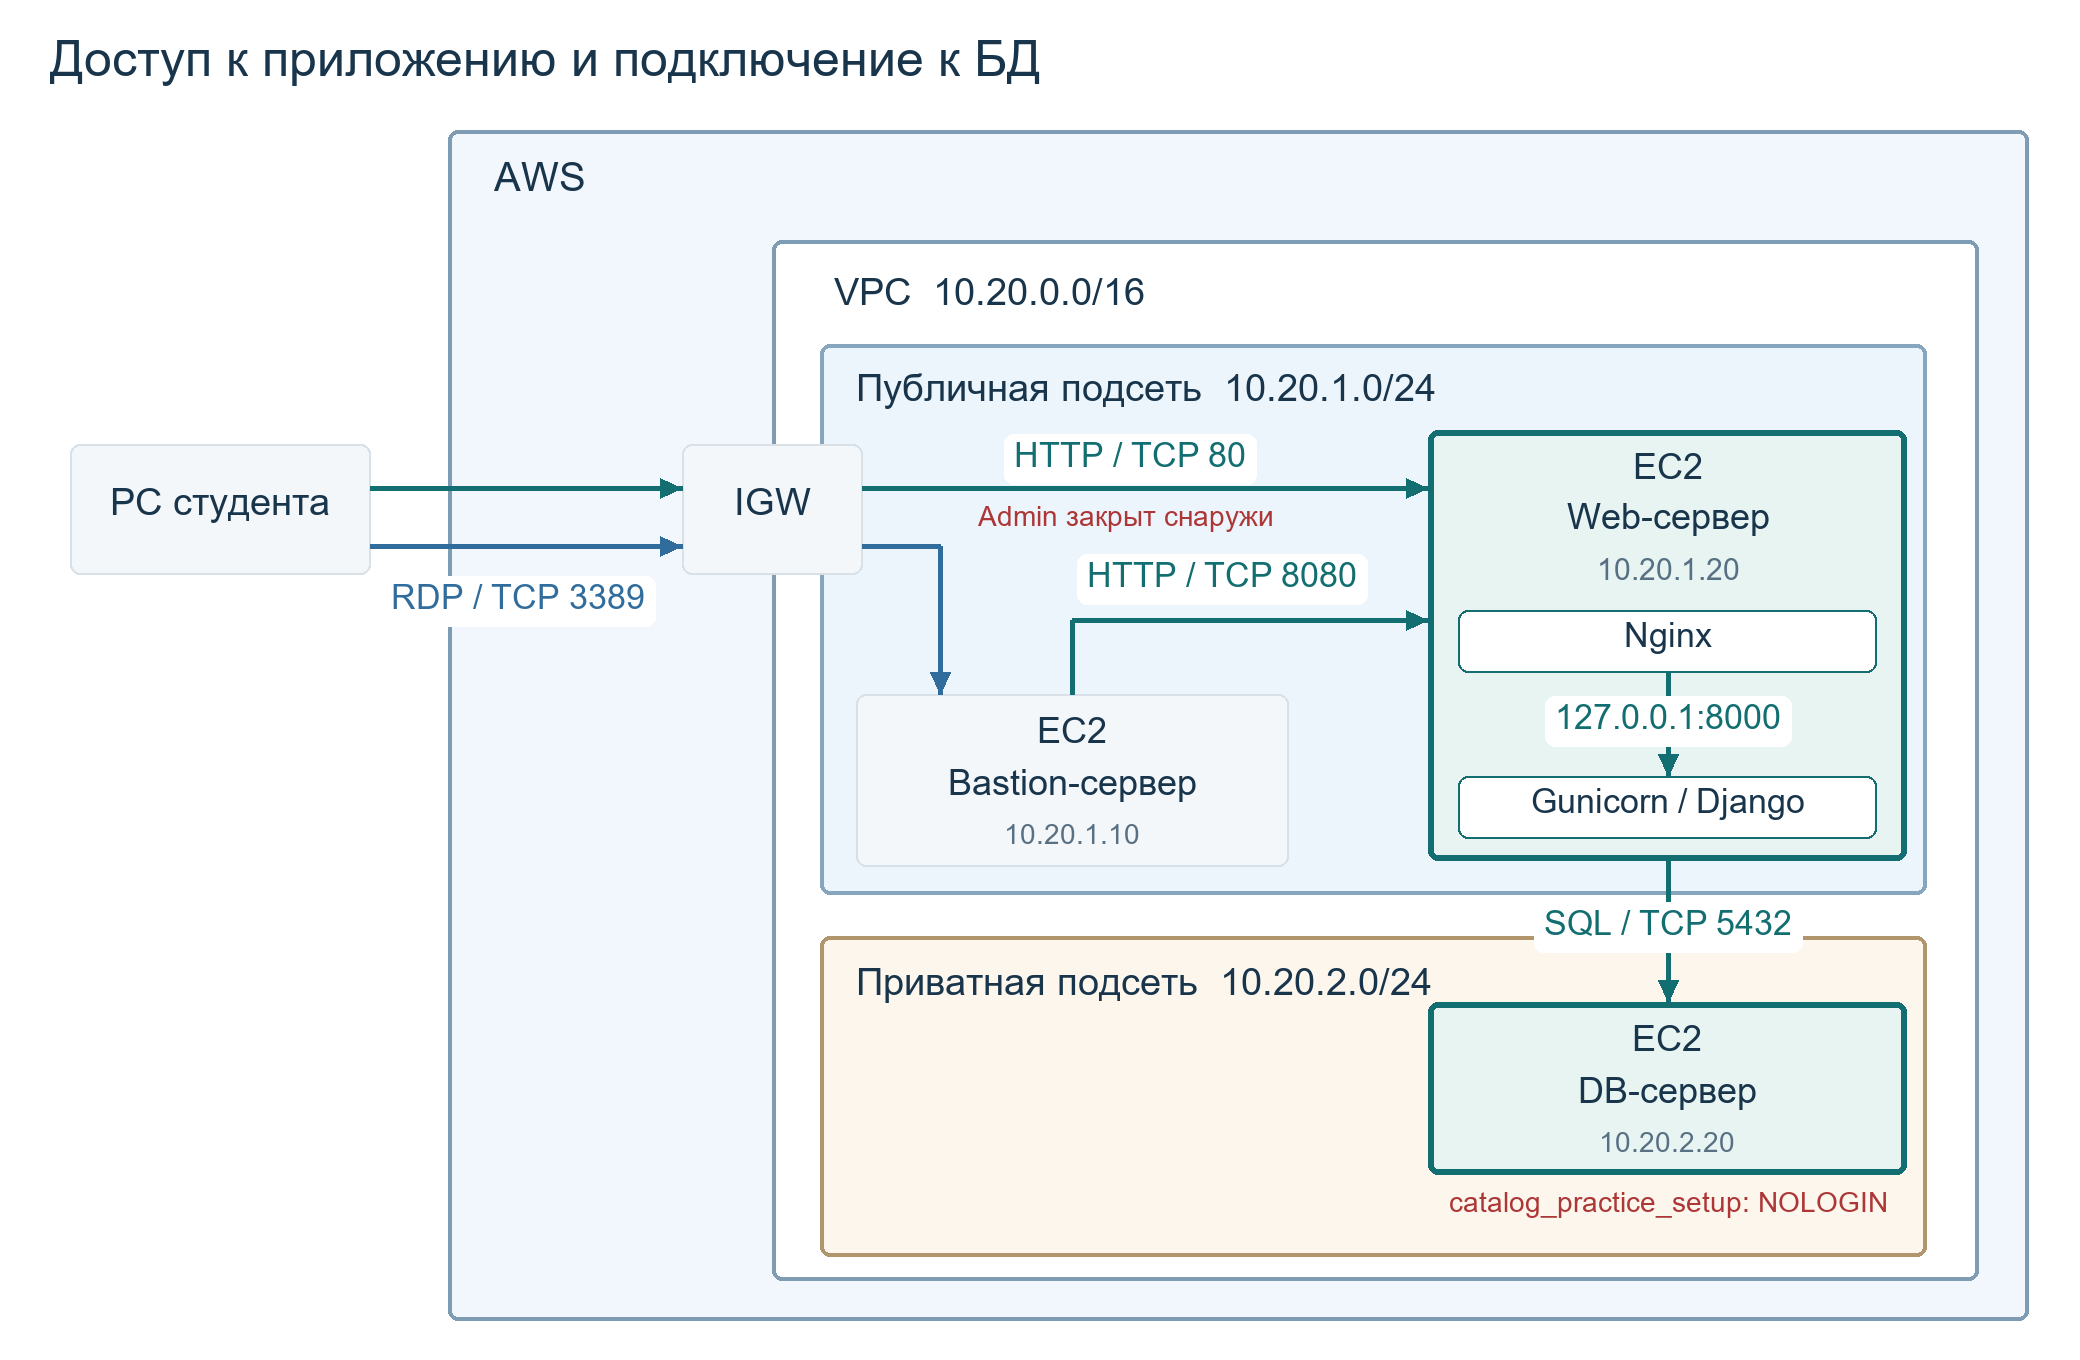 Доступ к приложению и подключение к БД
AWS
VPC 10.20.0.0/16
Публичная подсеть 10.20.1.0/24
HTTP / TCP 80
Admin закрыт снаружи
PC студента
IGW
RDP / TCP 3389
HTTP / TCP 8080
EC2
Web-сервер
10.20.1.20
Nginx
127.0.0.1:8000
Gunicorn / Django
EC2
Bastion-сервер
10.20.1.10
SQL / TCP 5432
Приватная подсеть 10.20.2.0/24
EC2
DB-сервер
10.20.2.20
catalog_practice_setup: NOLOGIN